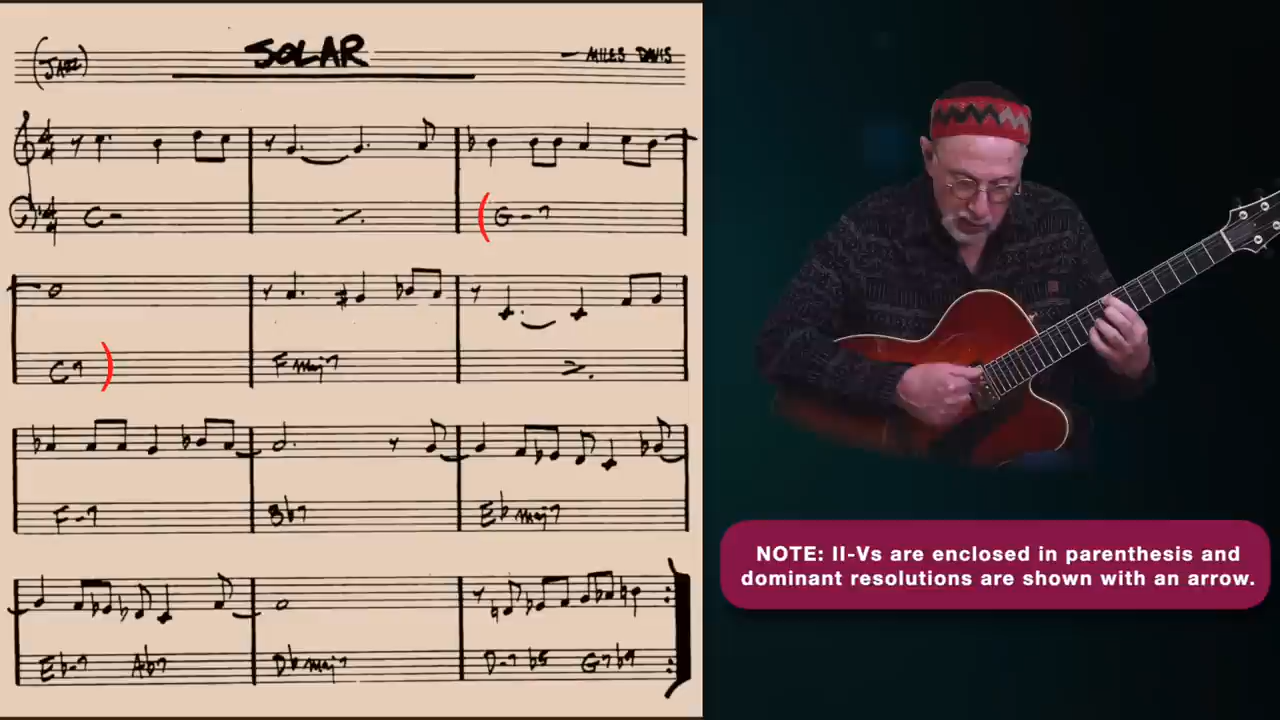 (JAZZ)
SOLAR
— MILES DAVIS
C-
(G-7
C7)
Fmaj7
F-7
Bb7
Ebmaj7
Eb-7 Ab7
Dbmaj7
D-7b5 G7b9
NOTE: II-Vs are enclosed in parenthesis and
dominant resolutions are shown with an arrow.